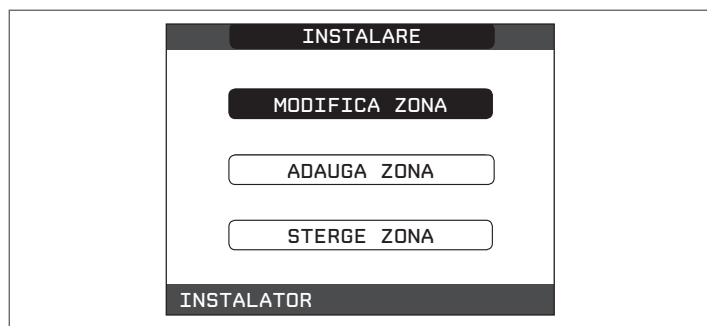 INSTALARE
MODIFICA ZONA
ADAUGA ZONA
STERGE ZONA
INSTALATOR